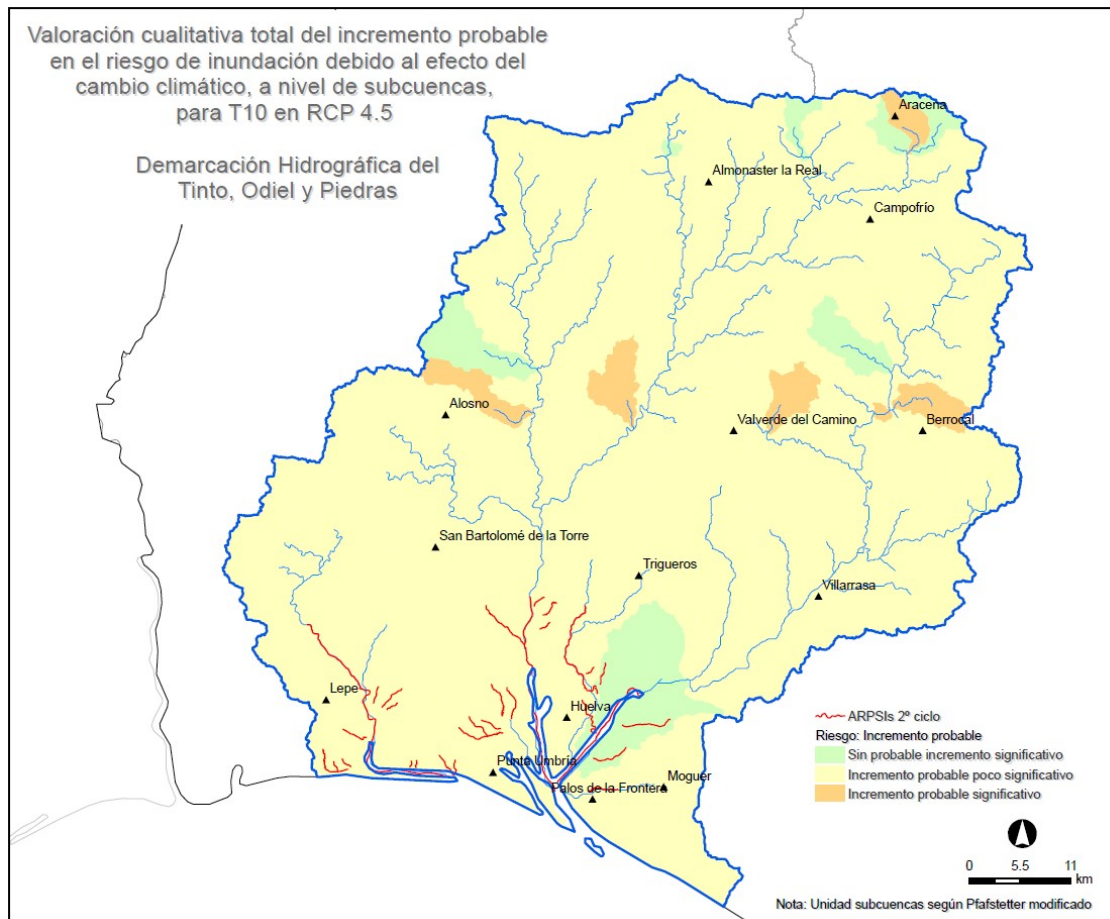 Valoración cualitativa total del incremento probable
en el riesgo de inundación debido al efecto del
cambio climático, a nivel de subcuencas,
para T10 en RCP 4.5
Demarcación Hidrográfica del
Tinto, Odiel y Piedras
Aracena
Almonaster la Real
Campofrío
Alosno
Valverde del Camino
Berrocal
San Bartolomé de la Torre
Trigueros
Villarrasa
Lepe
Huelva
Punta Umbría
Moguer
Palos de la Frontera
ARPSIs 2º ciclo
Riesgo: Incremento probable
Sin probable incremento significativo
Incremento probable poco significativo
Incremento probable significativo
0 5.5 11
km
Nota: Unidad subcuencas según Pfafstetter modificado